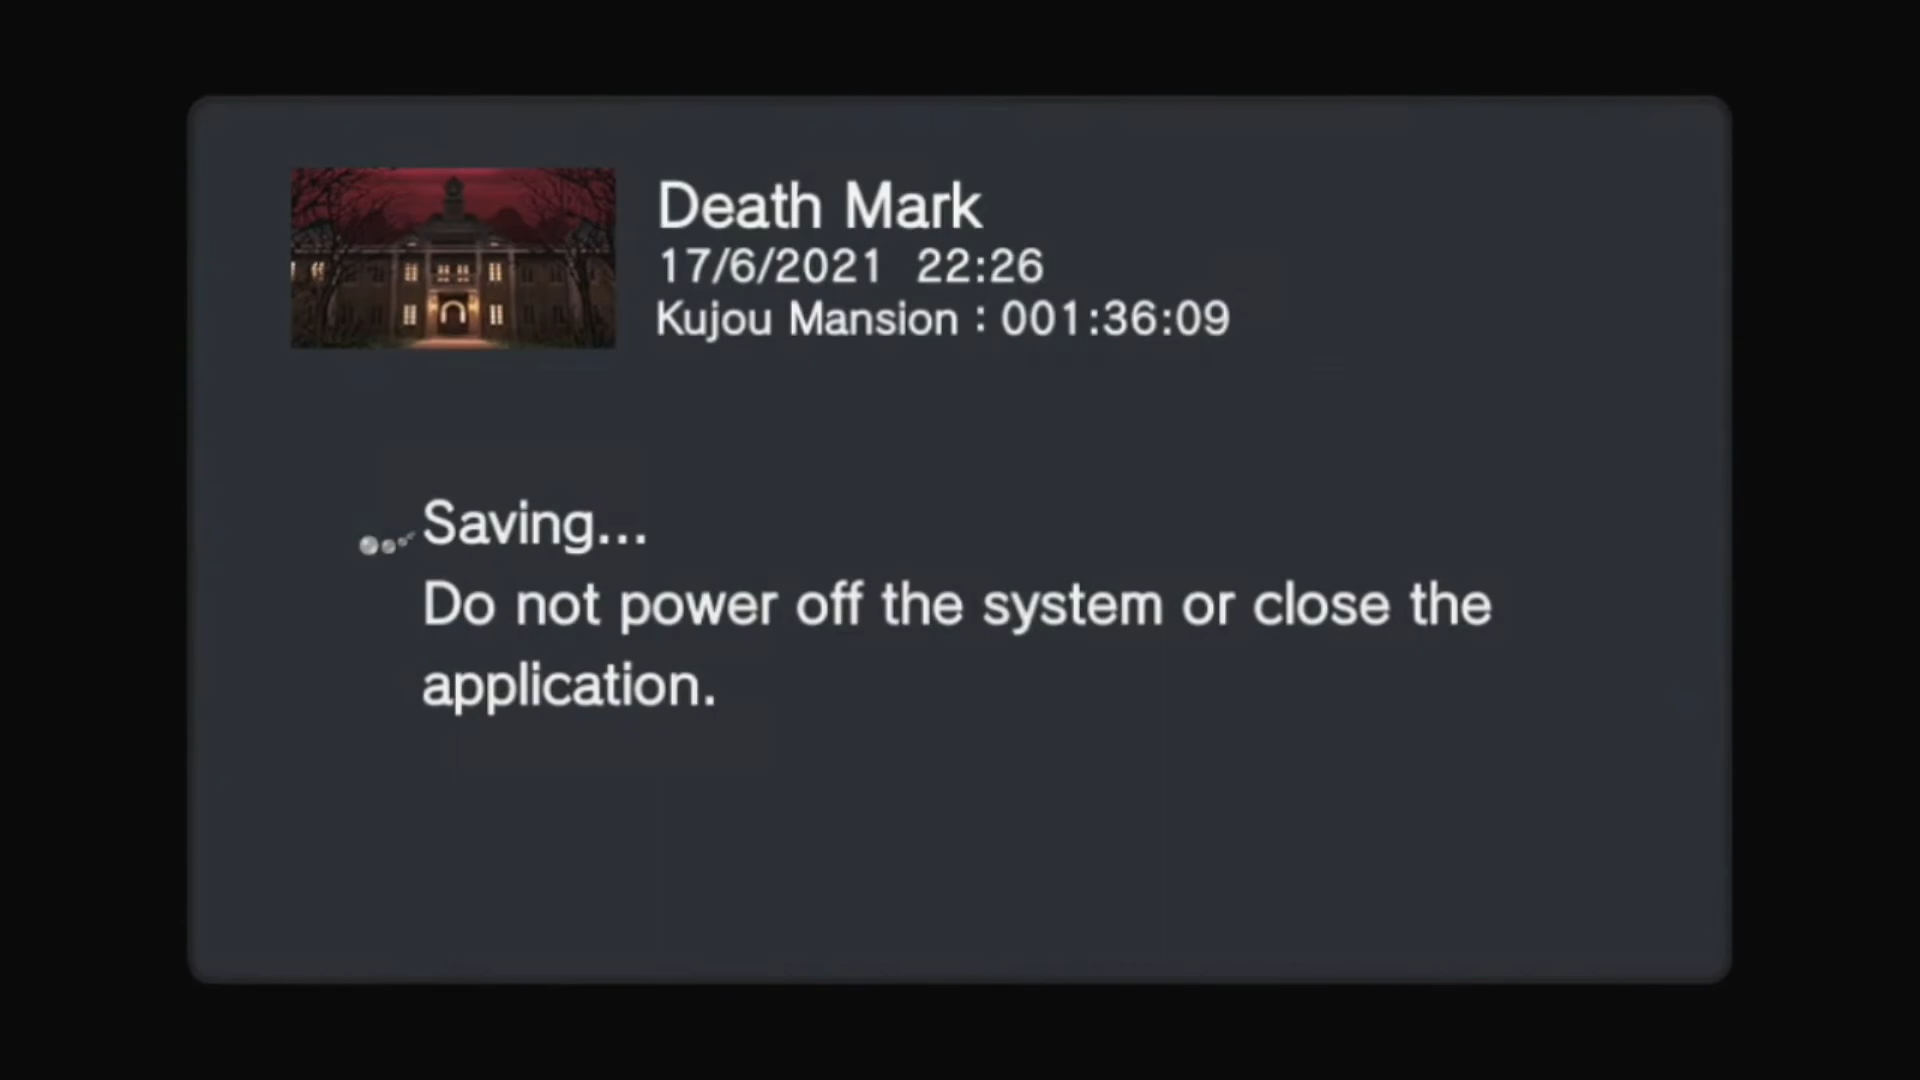 Death Mark
17/6/2021 22:26
Kujou Mansion : 001:36:09
Saving...
Do not power off the system or close the
application.